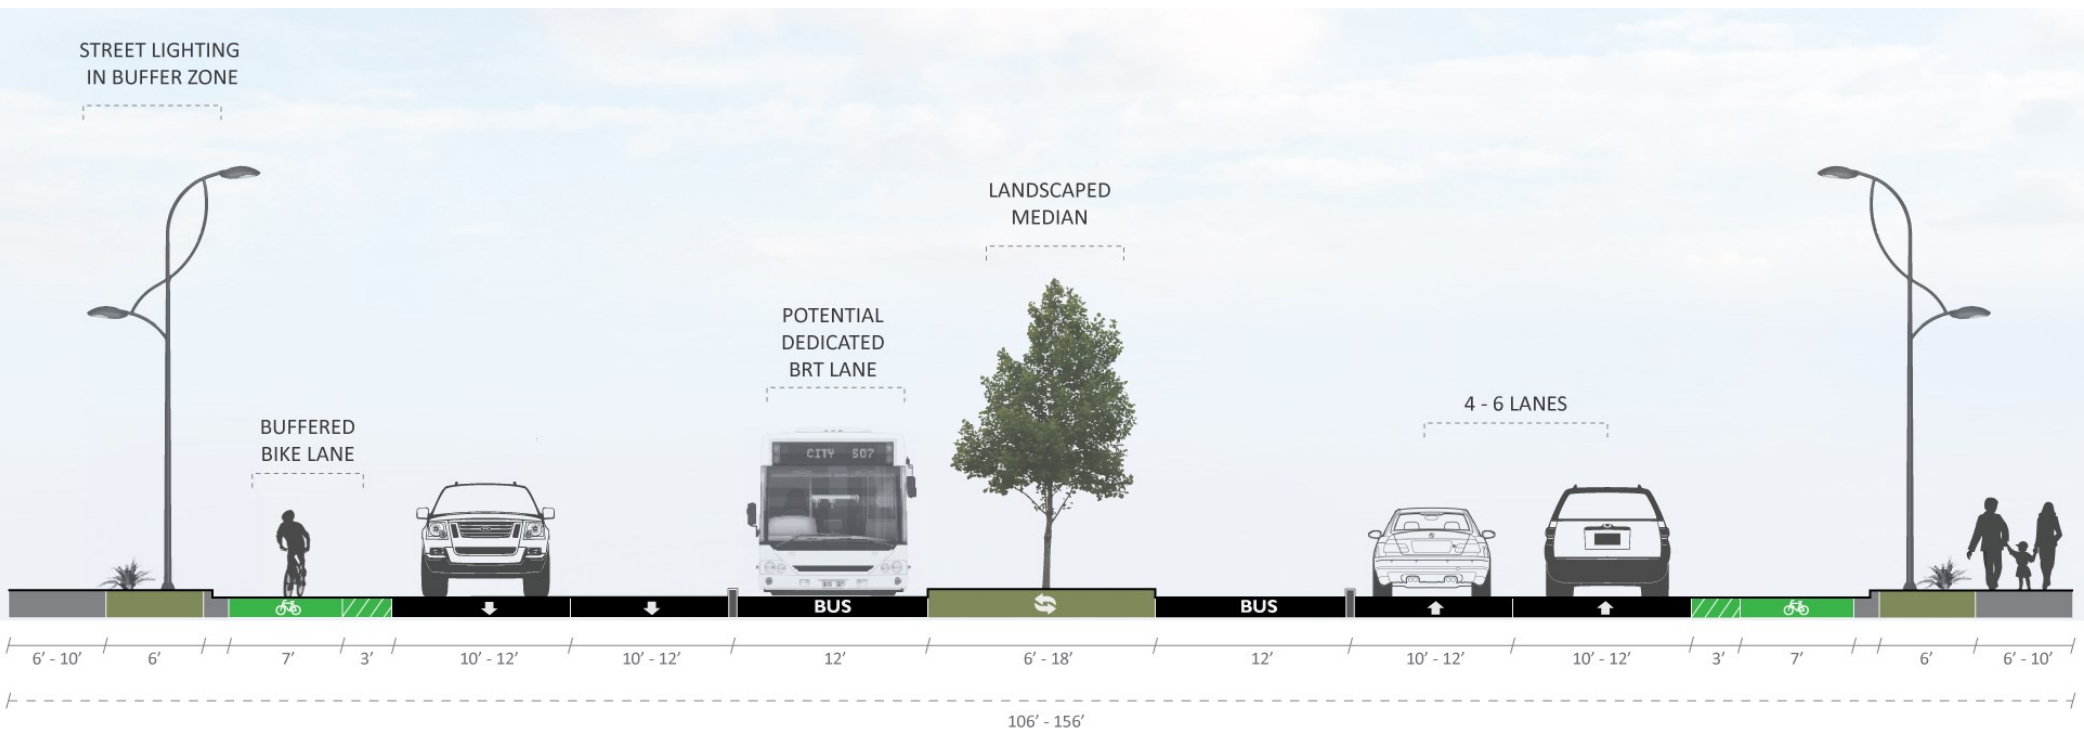 STREET LIGHTING
IN BUFFER ZONE
LANDSCAPED
MEDIAN
POTENTIAL
DEDICATED
BRT LANE
4 - 6 LANES
BUFFERED
BIKE LANE
CITY 507
BUS
BUS
6’ - 10’ 6’ 7’ 3’ 10’ - 12’ 10’ - 12’ 12’ 6’ - 18’ 12’ 10’ - 12’ 10’ - 12’ 3’ 7’ 6’ 6’ - 10’
106’ - 156’